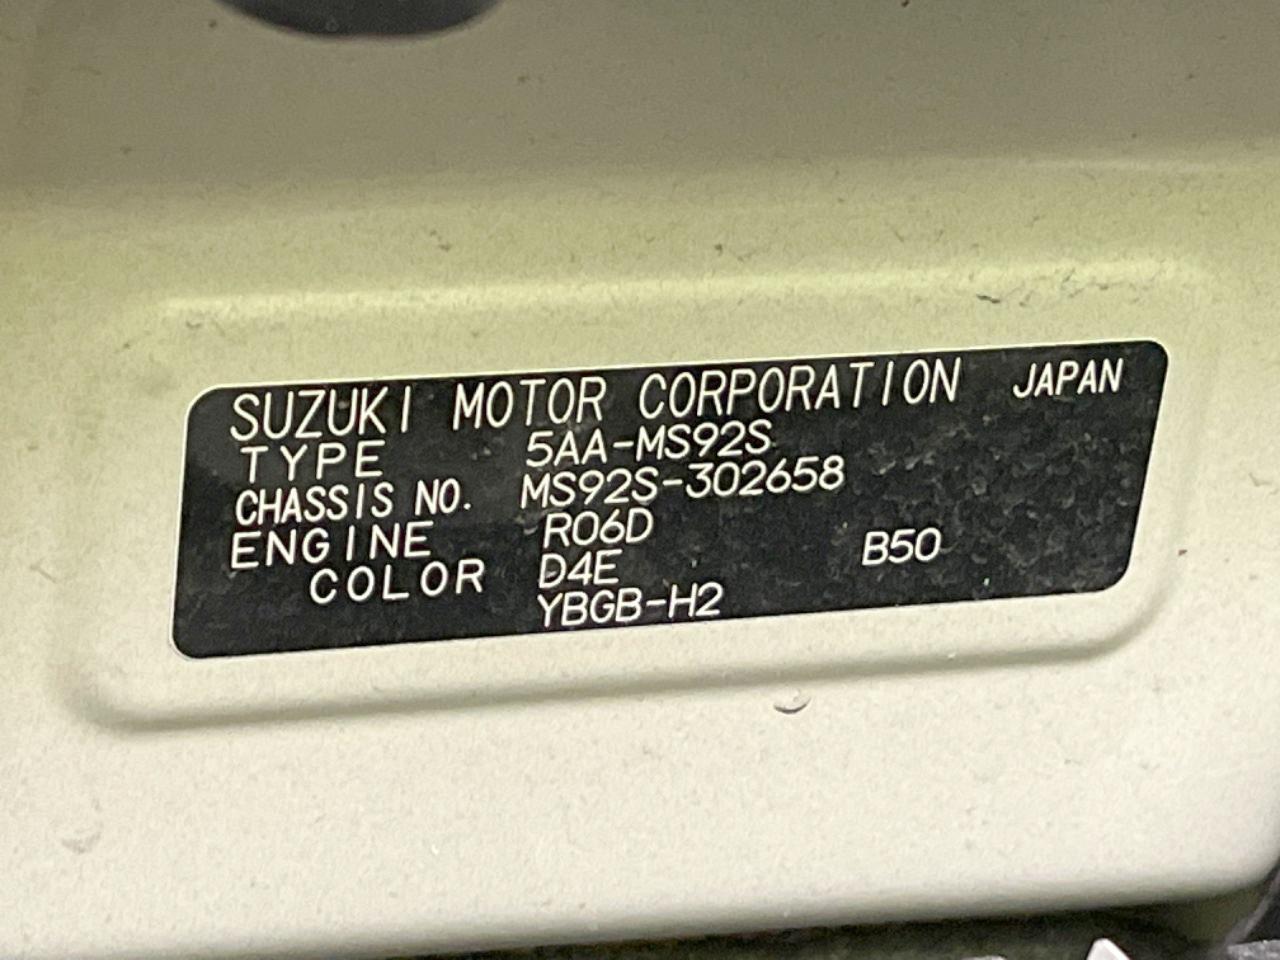 SUZUKI MOTOR CORPORATION JAPAN
TYPE 5AA-MS92S
CHASSIS NO. MS92S-302658
ENGINE R06D
COLOR D4E B50
YBGB-H2